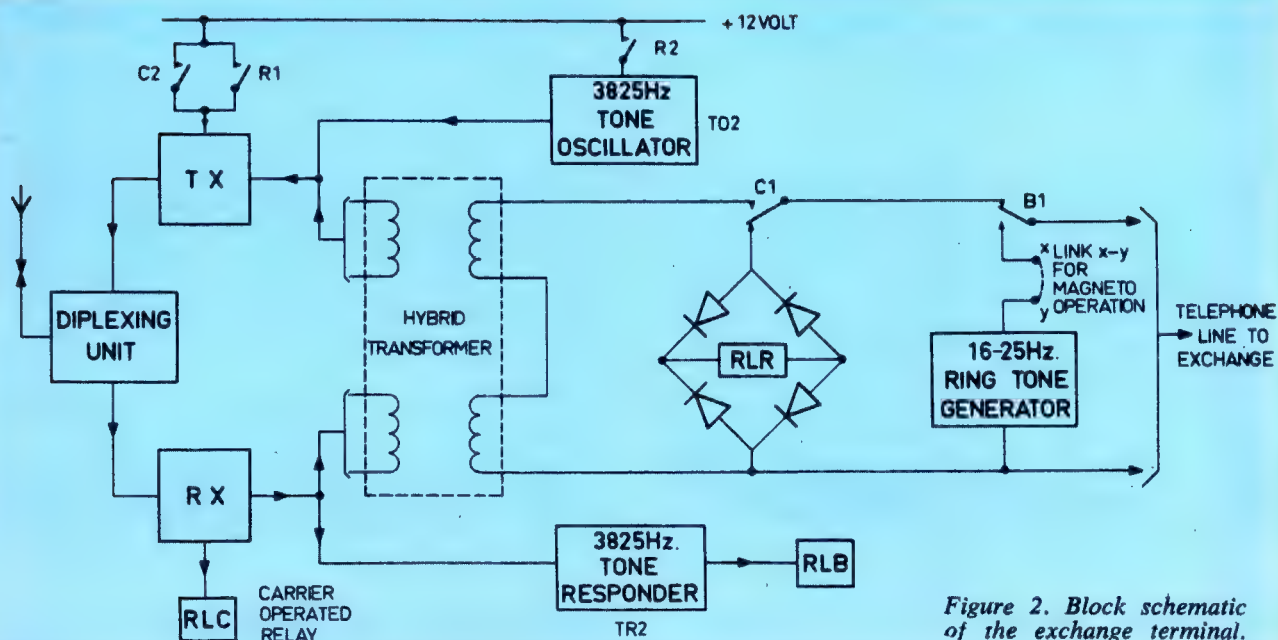 + 12 VOLT
C2
R1
R2
3825Hz
TONE
OSCILLATOR
TO2
TX
C1
B1
x LINK x-y
FOR
MAGNETO
y OPERATION
DIPLEXING
UNIT
HYBRID
TRANSFORMER
RLR
16-25Hz.
RING TONE
GENERATOR
TELEPHONE
LINE TO
EXCHANGE
RX
3825Hz.
TONE
RESPONDER
RLB
RLC
CARRIER
OPERATED
RELAY
TR2
Figure 2. Block schematic
of the exchange terminal.